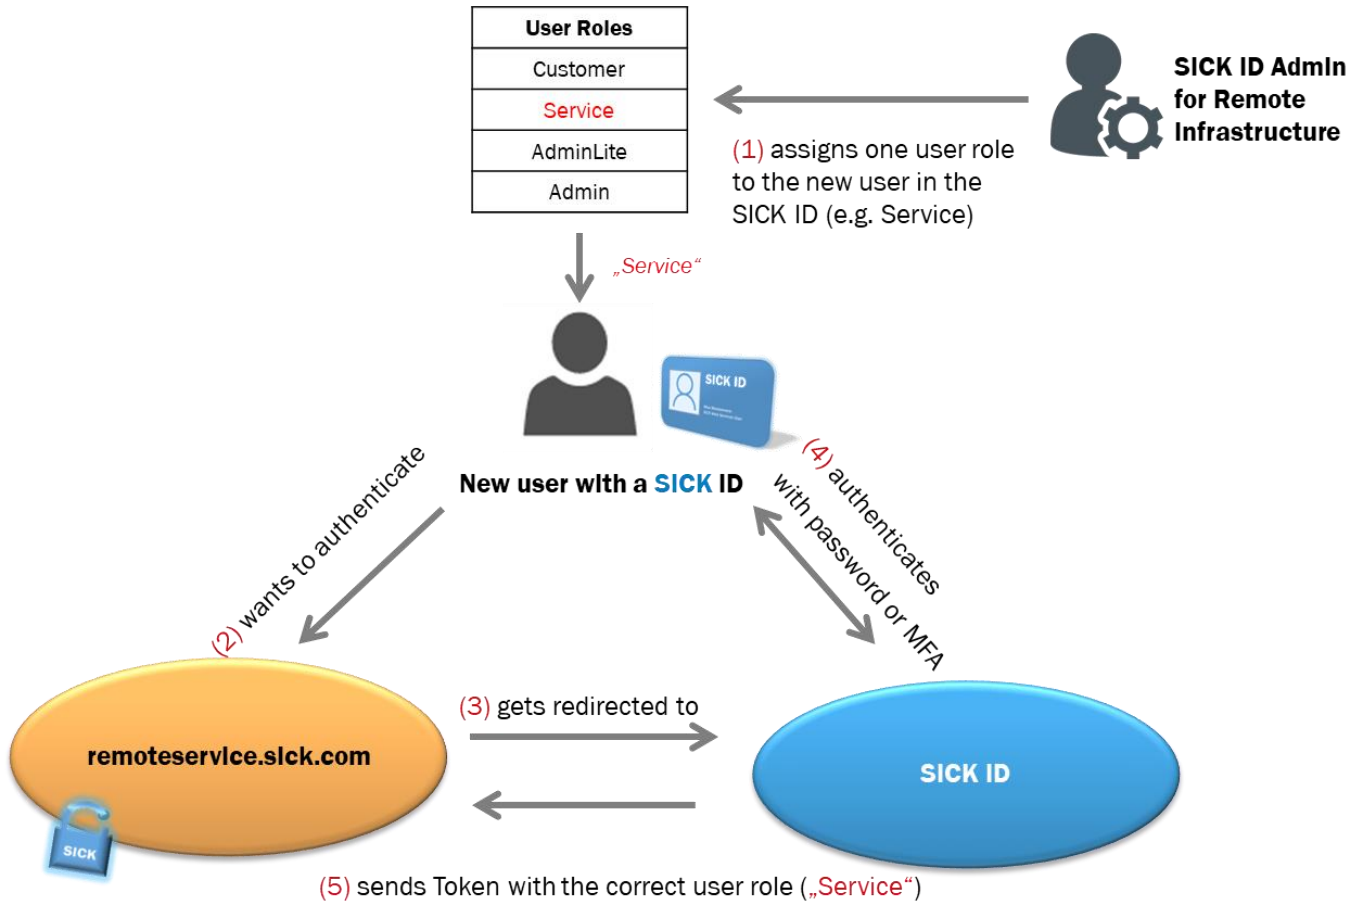 User Roles
Customer
Service
AdminLite
Admin
SICK ID Admin
for Remote
Infrastructure
(1) assigns one user role
to the new user in the
SICK ID (e.g. Service)
„Service“
SICK ID
New user with a SICK ID
(2) wants to authenticate
(4) authenticates
with password or MFA
(3) gets redirected to
remoteservice.sick.com
SICK ID
SICK
(5) sends Token with the correct user role („Service“)